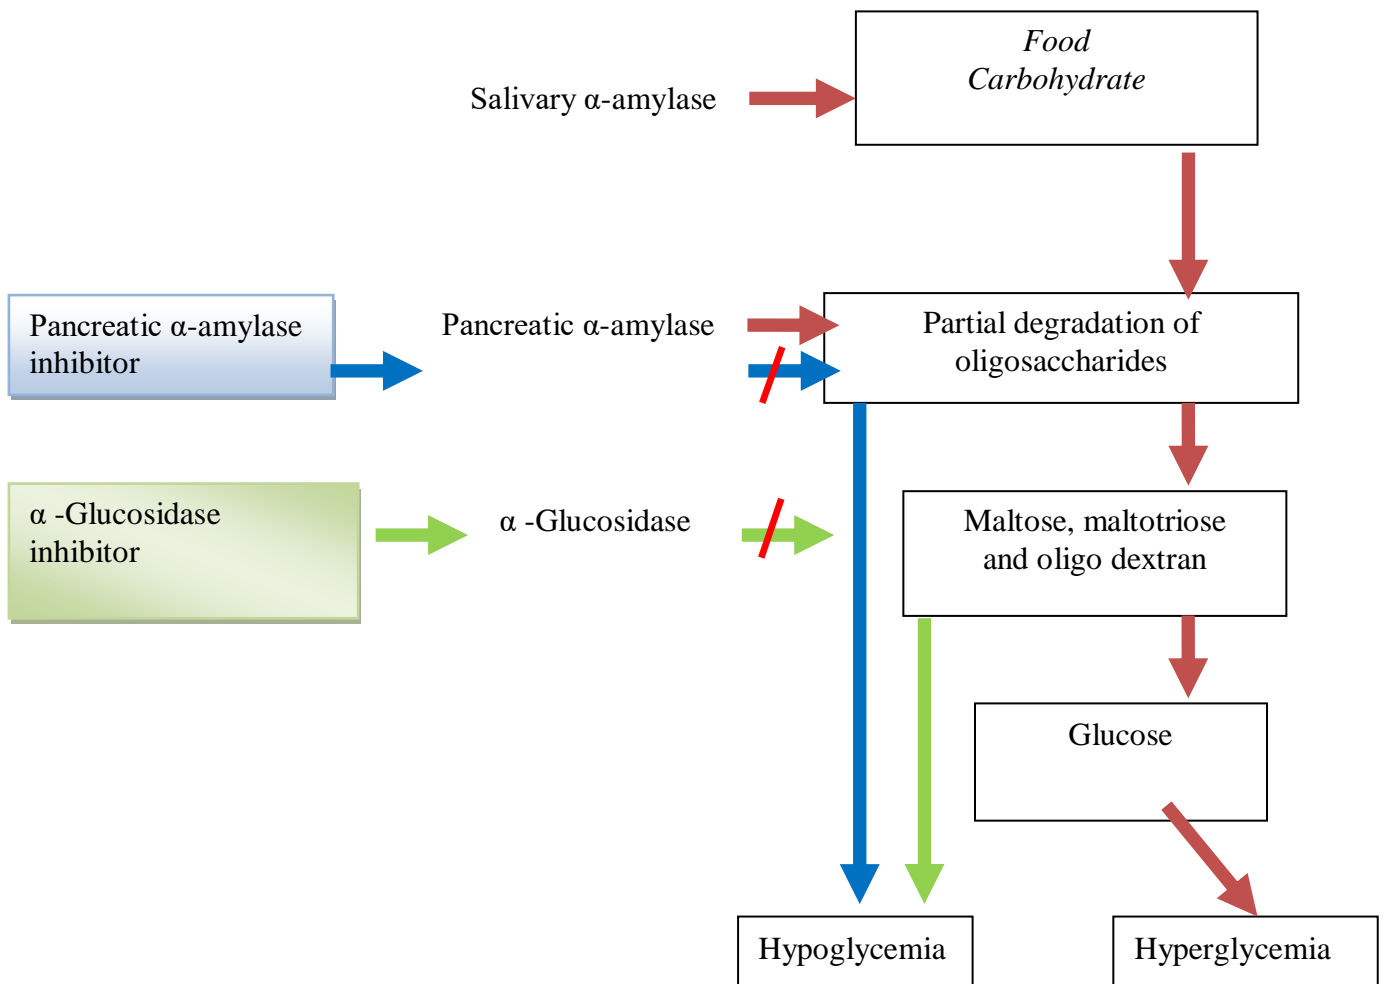 Food
Carbohydrate
Salivary α-amylase
Pancreatic α-amylase
inhibitor
Pancreatic α-amylase
Partial degradation of
oligosaccharides
α -Glucosidase
inhibitor
α -Glucosidase
Maltose, maltotriose
and oligo dextran
Glucose
Hypoglycemia
Hyperglycemia